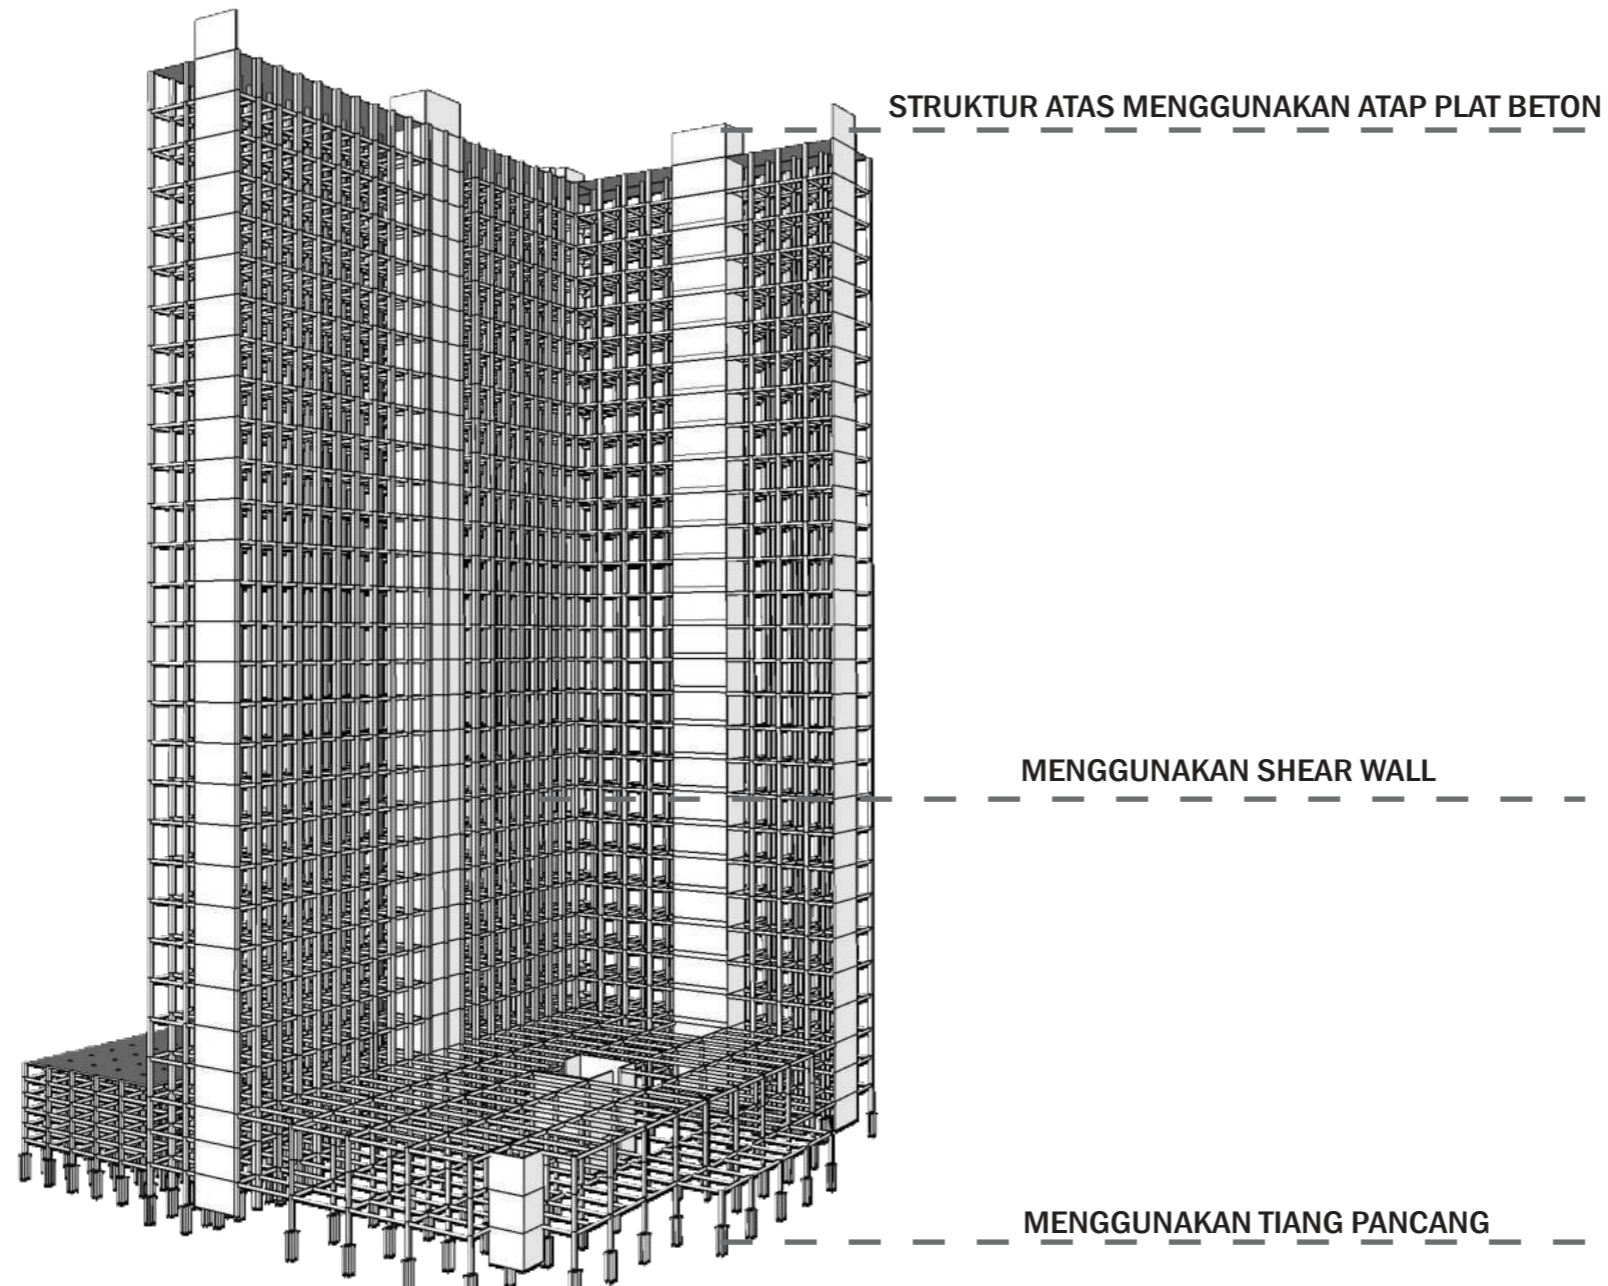 STRUKTUR ATAS MENGGUNAKAN ATAP PLAT BETON
MENGGUNAKAN SHEAR WALL
MENGGUNAKAN TIANG PANCANG